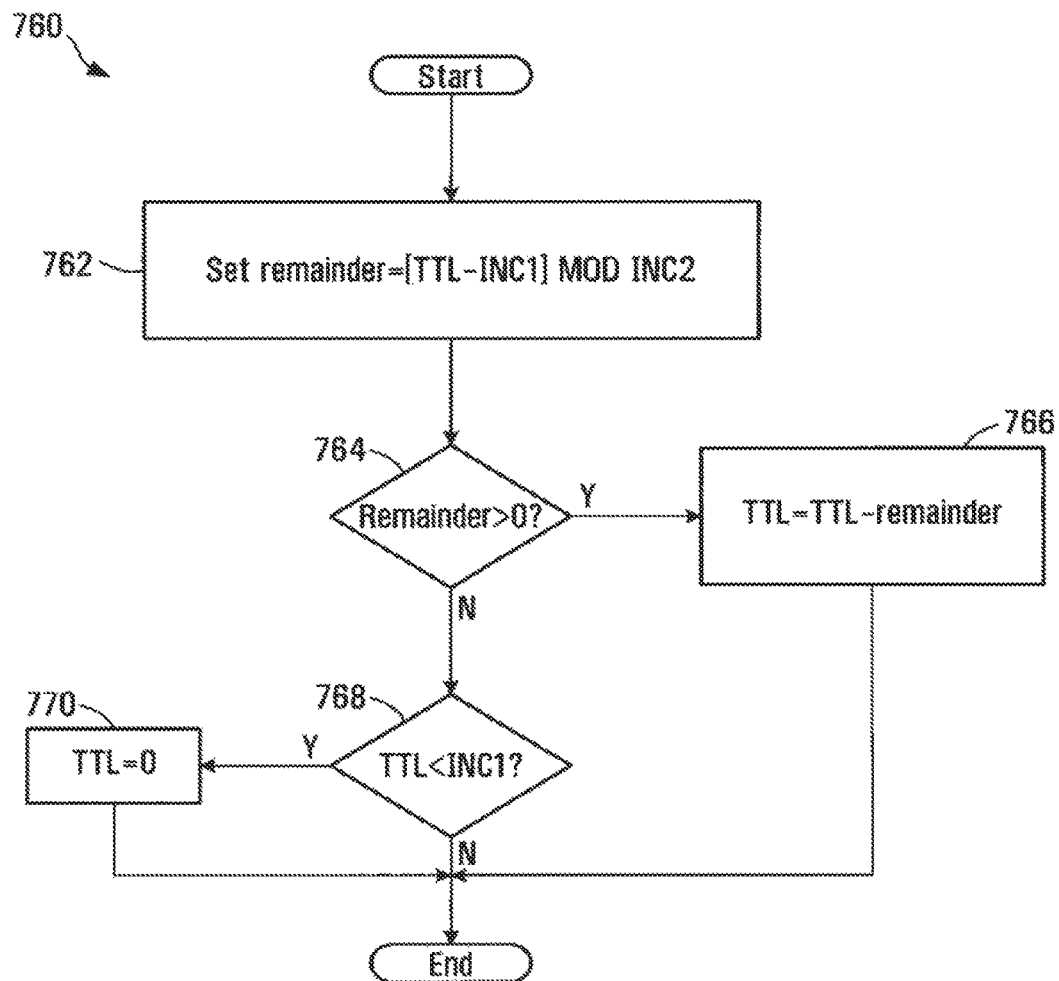 760
Start
762
Set remainder=[TTL-INC1] MOD INC2
764
766
Remainder>0?
Y
TTL=TTL-remainder
N
768
770
TTL<INC1?
Y
TTL=0
N
End